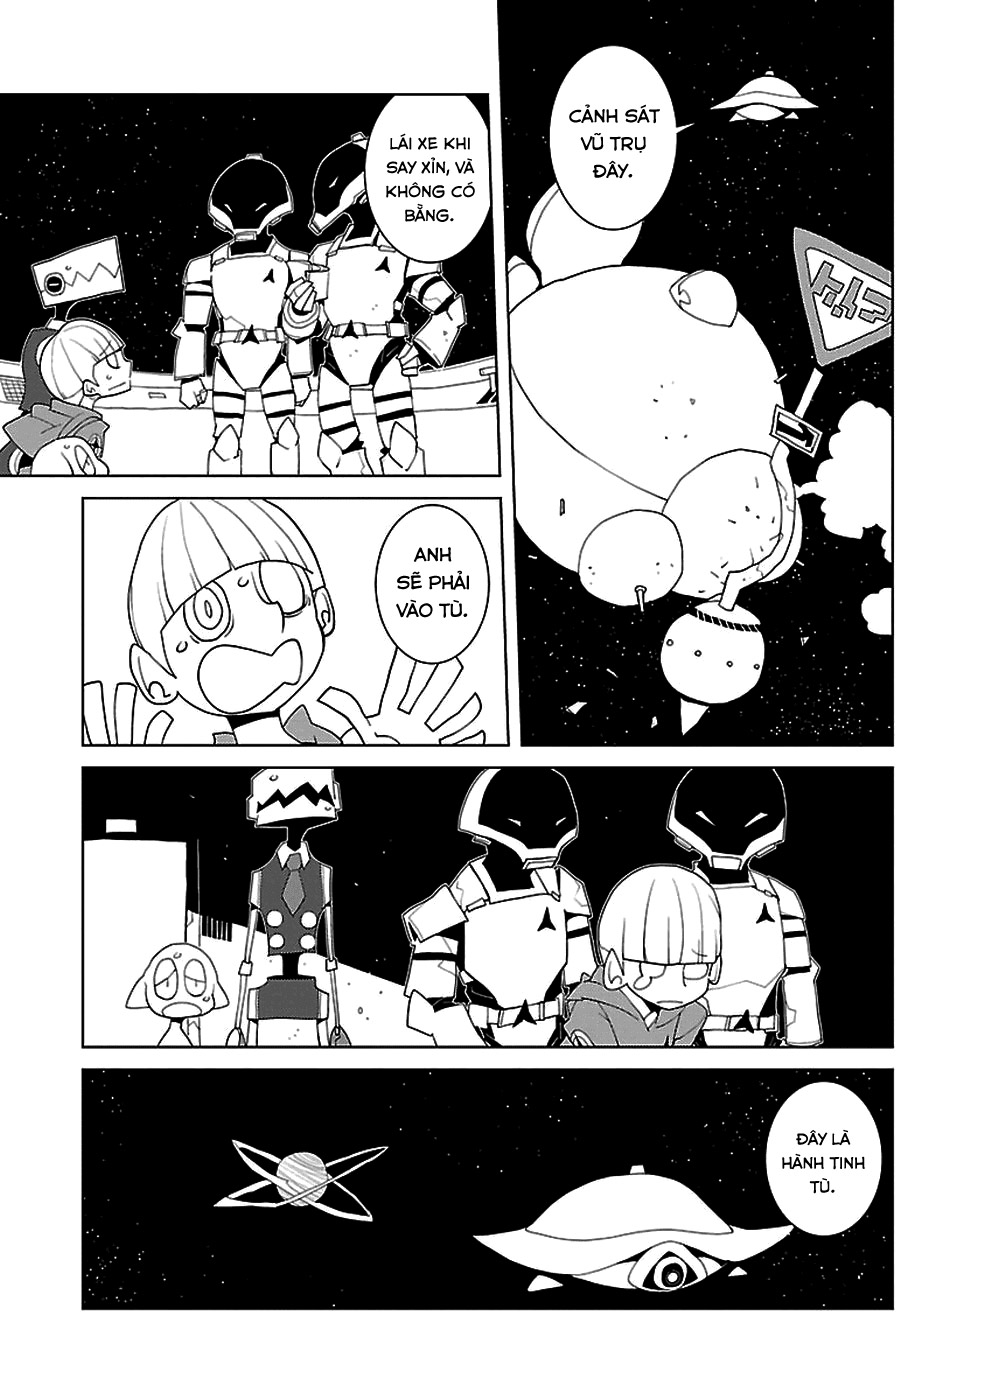 CẢNH SÁT
VŨ TRỤ
ĐÂY.
LÁI XE KHI
SAY XỈN, VÀ
KHÔNG CÓ
BẰNG.
ANH
SẼ PHẢI
VÀO TÙ.
ĐÂY LÀ
HÀNH TINH
TÙ.